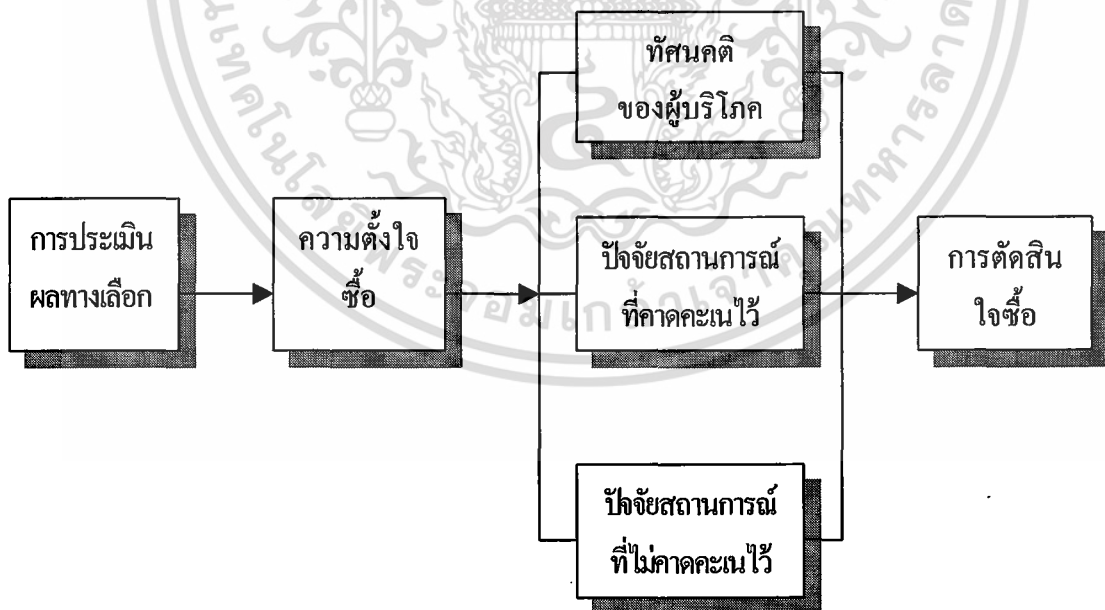 ทัศนคติ
ของผู้บริโภค
การประเมิน
ผลทางเลือก
ความตั้งใจ
ซื้อ
ปัจจัยสถานการณ์
ที่คาดคะเนไว้
การตัดสิน
ใจซื้อ
ปัจจัยสถานการณ์
ที่ไม่คาดคะเนไว้